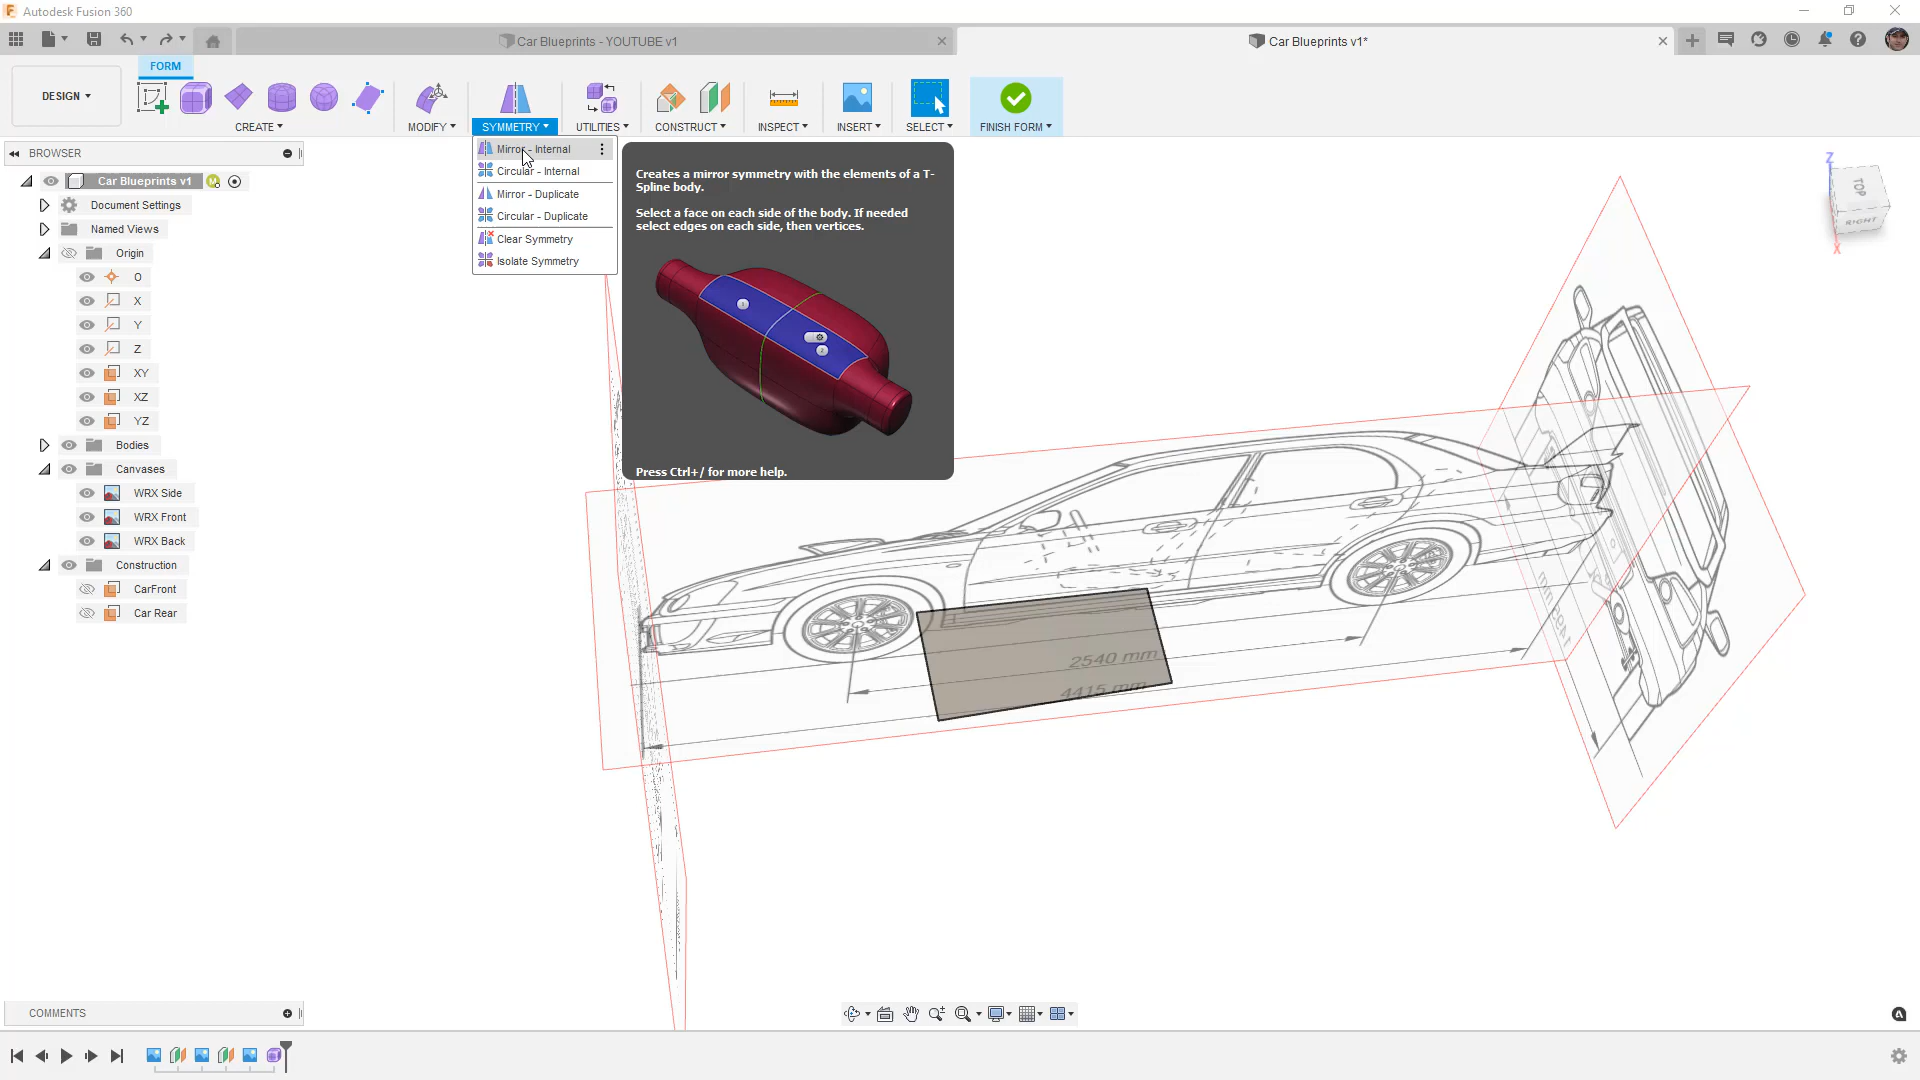 Autodesk Fusion 360
Car Blueprints - YOUTUBE v1
Car Blueprints v1*
FORM
DESIGN
CREATE
MODIFY
SYMMETRY
UTILITIES
CONSTRUCT
INSPECT
INSERT
SELECT
FINISH FORM
BROWSER
Car Blueprints v1
Document Settings
Named Views
Origin
O
X
Y
Z
XY
XZ
YZ
Bodies
Canvases
WRX Side
WRX Front
WRX Back
Construction
CarFront
Car Rear
Mirror - Internal
Circular - Internal
Mirror - Duplicate
Circular - Duplicate
Clear Symmetry
Isolate Symmetry
Creates a mirror symmetry with the elements of a T-
Spline body.
Select a face on each side of the body. If needed
select edges on each side, then vertices.
1
2
Press Ctrl+/ for more help.
Z
TOP
RIGHT
X
2540 mm
4415 mm
COMMENTS